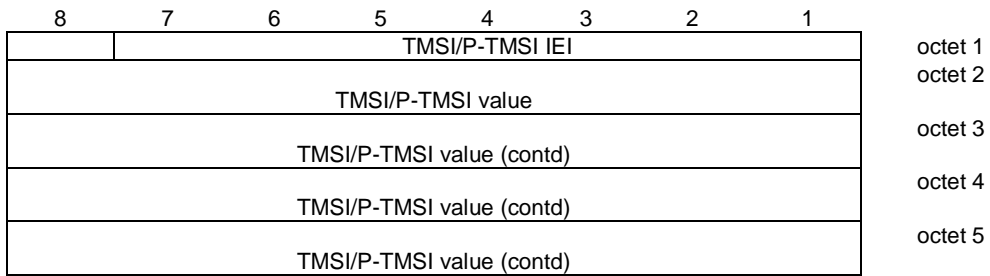 8 7 6 5 4 3 2 1
TMSI/P-TMSI IEI octet 1
octet 2
TMSI/P-TMSI value
octet 3
TMSI/P-TMSI value (contd)
octet 4
TMSI/P-TMSI value (contd)
octet 5
TMSI/P-TMSI value (contd)